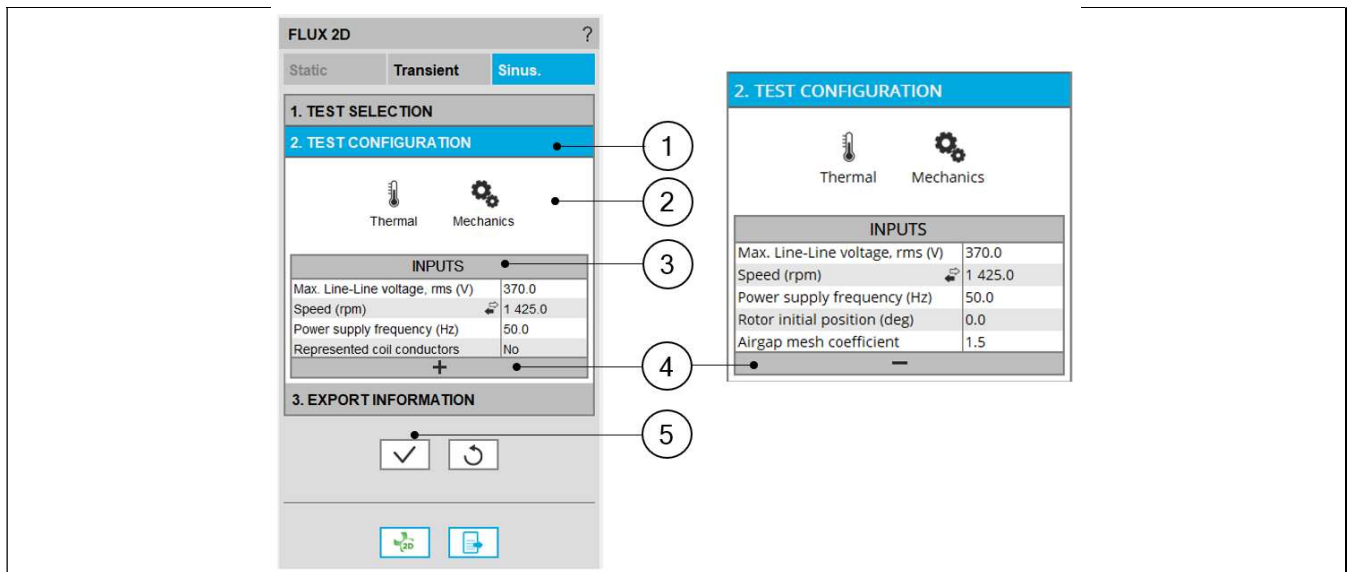 FLUX 2D ?
Static Transient Sinus.
1. TEST SELECTION
2. TEST CONFIGURATION
Thermal Mechanics
INPUTS
Max. Line-Line voltage, rms (V) 370.0
Speed (rpm) 1 425.0
Power supply frequency (Hz) 50.0
Represented coil conductors No
+
3. EXPORT INFORMATION
2D
1
2
3
4
5
2. TEST CONFIGURATION
Thermal Mechanics
INPUTS
Max. Line-Line voltage, rms (V) 370.0
Speed (rpm) 1 425.0
Power supply frequency (Hz) 50.0
Rotor initial position (deg) 0.0
Airgap mesh coefficient 1.5
−